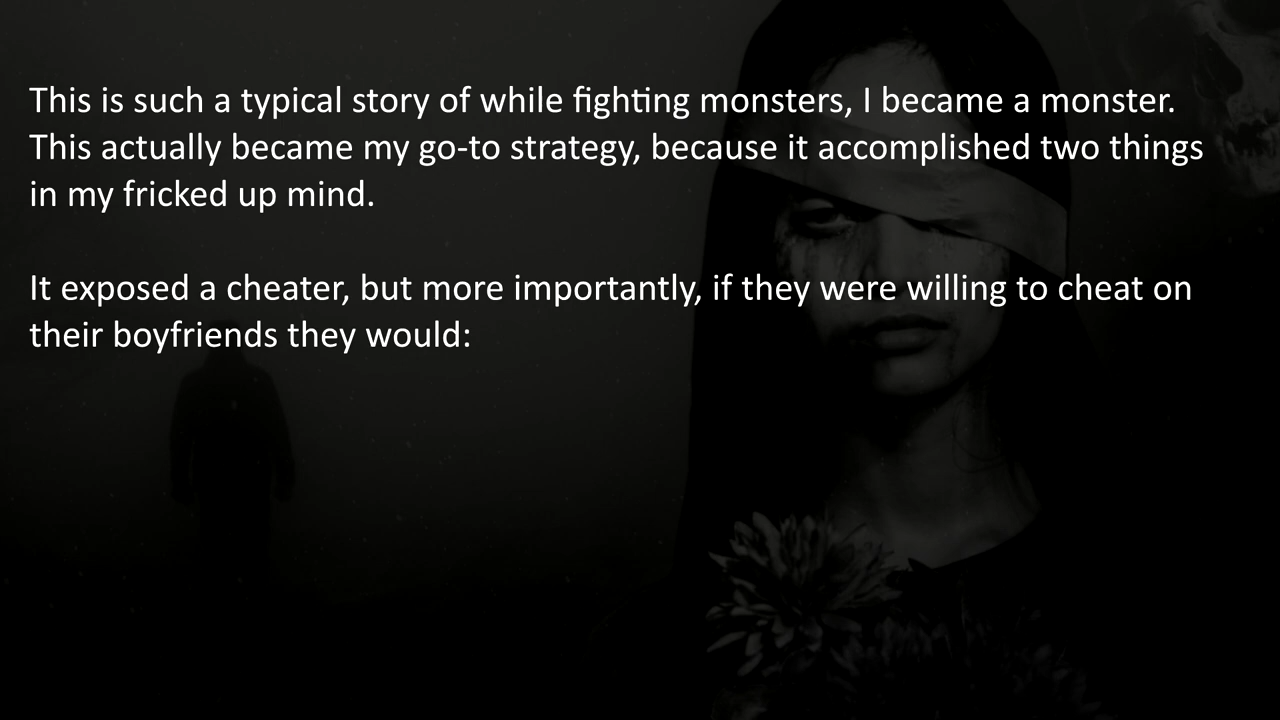 This is such a typical story of while fighting monsters, I became a monster.
This actually became my go-to strategy, because it accomplished two things
in my fricked up mind.
It exposed a cheater, but more importantly, if they were willing to cheat on
their boyfriends they would: